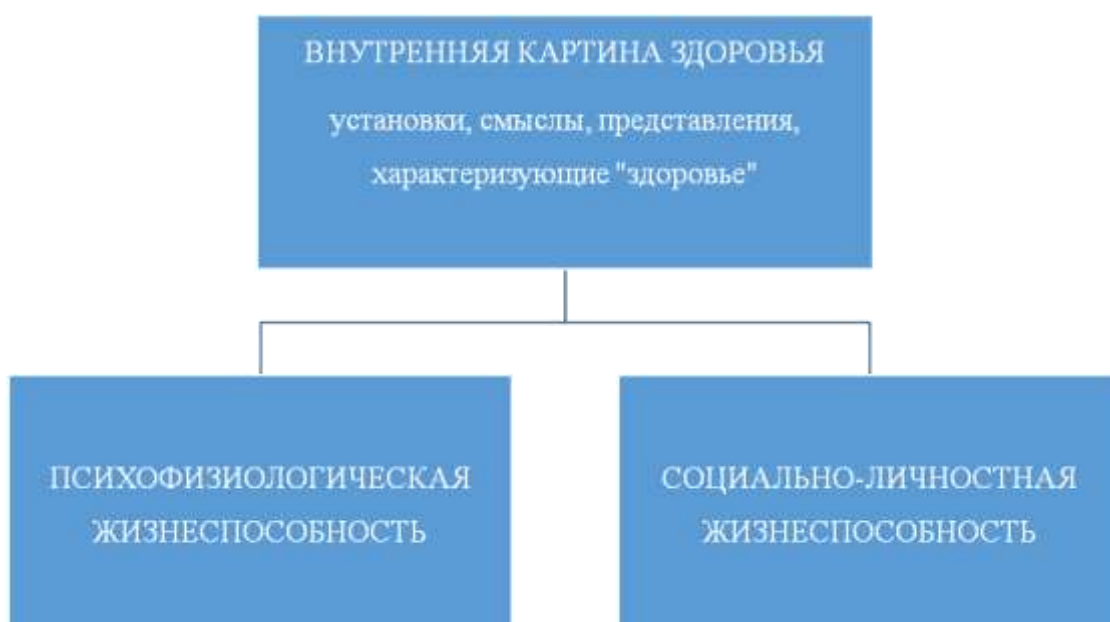 ВНУТРЕННЯЯ КАРТИНА ЗДОРОВЬЯ
установки, смыслы, представления,
характеризующие "здоровье"
ПСИХОФИЗИОЛОГИЧЕСКАЯ
ЖИЗНЕСПОСОБНОСТЬ
СОЦИАЛЬНО-ЛИЧНОСТНАЯ
ЖИЗНЕСПОСОБНОСТЬ